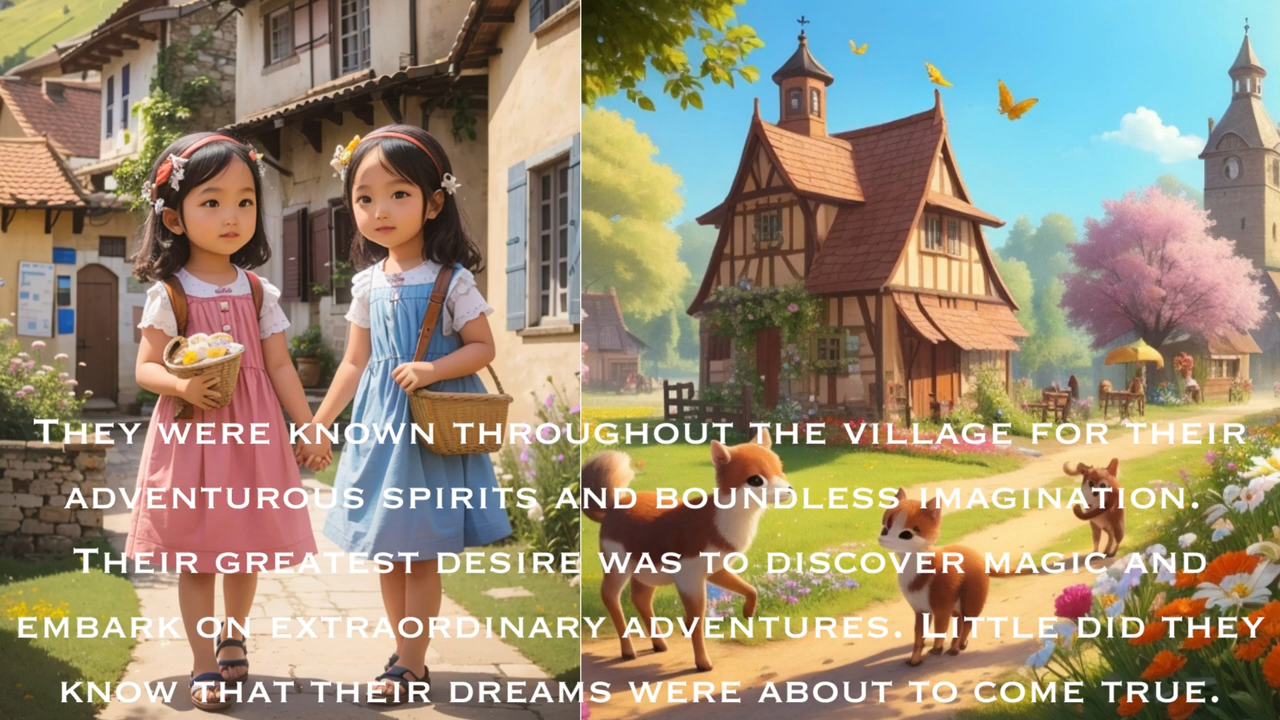 They were known throughout the village for their
adventurous spirits and boundless imagination.
Their greatest desire was to discover magic and
embark on extraordinary adventures. Little did they
know that their dreams were about to come true.